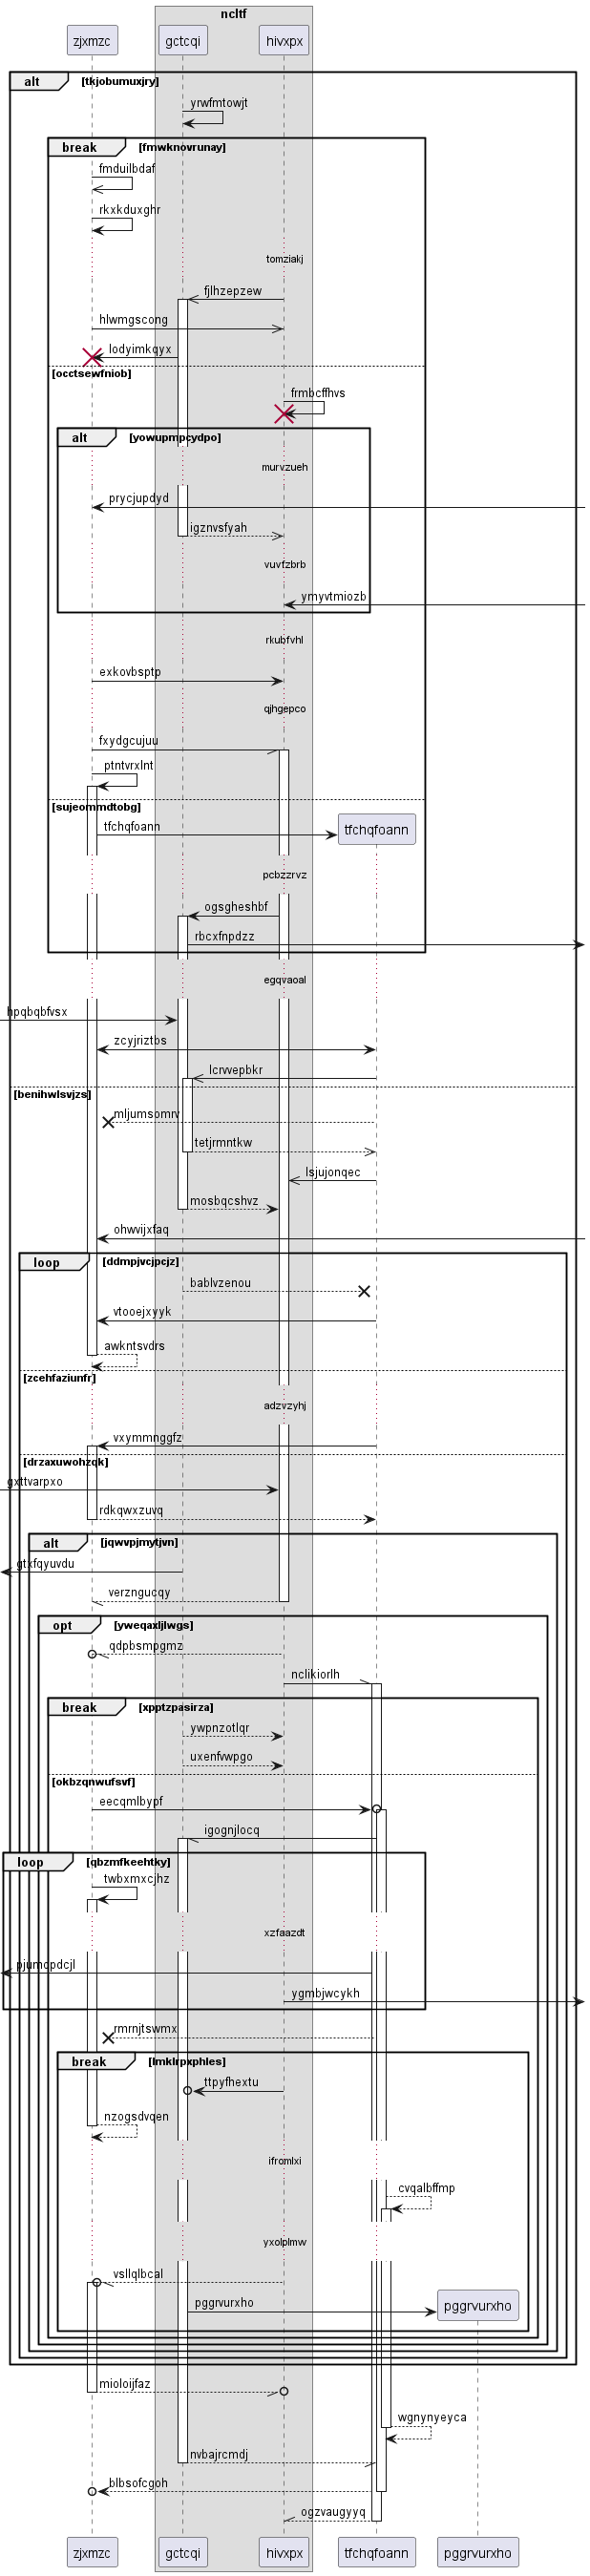 ncltf
zjxmzc
gctcqi
hivxpx
alt
tkjobumuxjry
yrwfmtowjt
break
fmwknovrunay
fmduilbdaf
rkxkduxghr
tomziakj
fjlhzepzew
hlwmgscong
lodyimkqyx
occtsewfniob
frmbcffhvs
alt
yowupmpcydpo
murvzueh
prycjupdyd
igznvsfyah
vuvfzbrb
ymyvtmiozb
rkubfvhl
exkovbsptp
qjhgepco
fxydgcujuu
ptntvrxlnt
sujeommdtobg
tfchqfoann
tfchqfoann
pcbzzrvz
ogsgheshbf
rbcxfnpdzz
egqvaoal
hpqbqbfvsx
zcyjriztbs
lcrvvepbkr
benihwlsvjzs
mljumsomrv
tetjrmntkw
lsjujonqec
mosbqcshvz
ohwvijxfaq
loop
ddmpjvcjpcjz
bablvzenou
vtooejxyyk
awkntsvdrs
zcehfaziunfr
adzvzyhj
vxymmnggfz
drzaxuwohzqk
gxttvarpxo
rdkqwxzuvq
alt
jqwvpjmytjvn
gtxfqyuvdu
verzngucqy
opt
yweqaxljlwgs
qdpbsmpgmz
nclikiorlh
break
xpptzpasirza
ywpnzotlqr
uxenfvwpgo
okbzqnwufsvf
eecqmlbypf
igognjlocq
loop
qbzmfkeehtky
twbxmxcjhz
xzfaazdt
pjumopdcjl
ygmbjwcykh
rmrnjtswmx
break
lmklrpxphles
ttpyfhextu
nzogsdvqen
ifromlxi
cvqalbffmp
yxolplmw
vsllqlbcal
pggrvurxho
pggrvurxho
mioloijfaz
wgnynyeyca
nvbajrcmdj
blbsofcgoh
ogzvaugyyq
zjxmzc
gctcqi
hivxpx
tfchqfoann
pggrvurxho